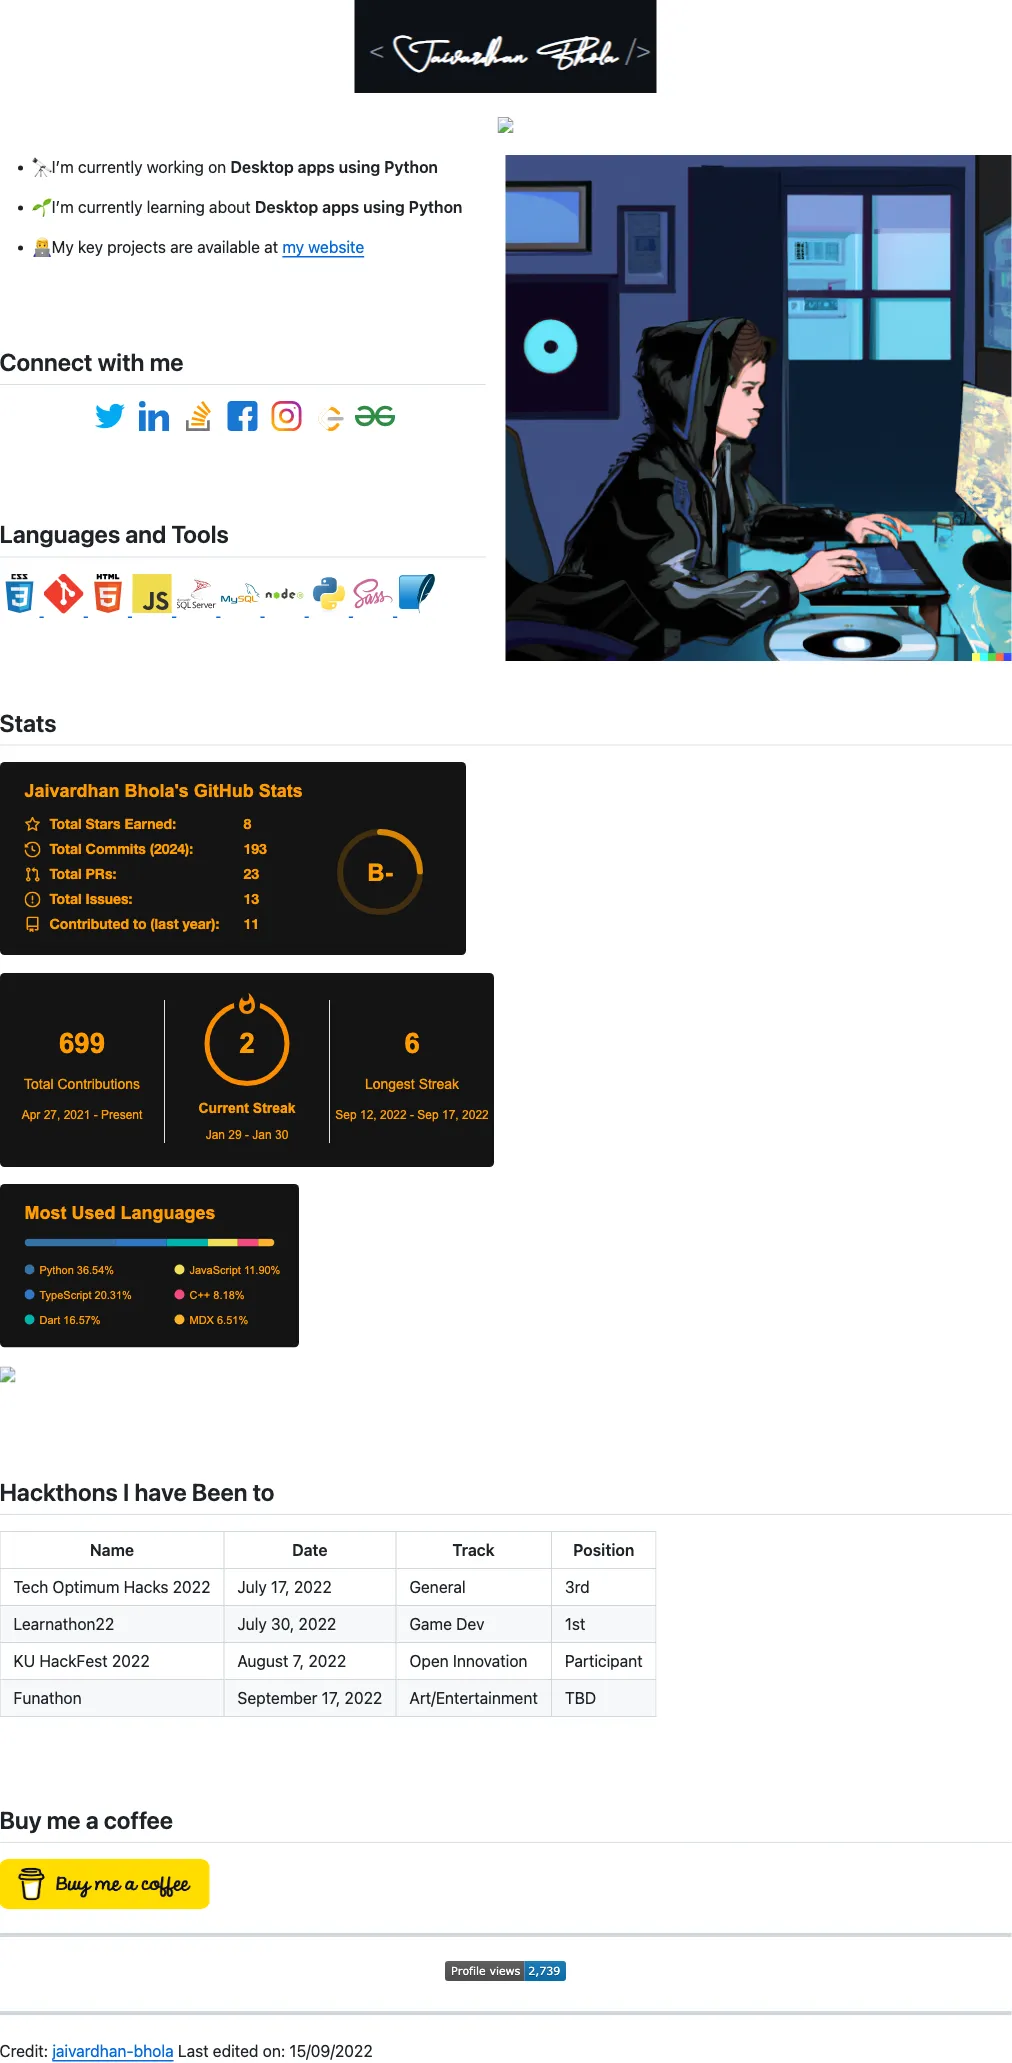 < Jaivardhan Bhola />
I'm currently working on Desktop apps using Python
I'm currently learning about Desktop apps using Python
My key projects are available at my website
Connect with me
Languages and Tools
CSS
HTML
JS
Microsoft SQL Server
MySQL
node
Sass
Stats
Jaivardhan Bhola's GitHub Stats
Total Stars Earned: 8
Total Commits (2024): 193
Total PRs: 23
Total Issues: 13
Contributed to (last year): 11
B-
699
Total Contributions
Apr 27, 2021 - Present
2
Current Streak
Jan 29 - Jan 30
6
Longest Streak
Sep 12, 2022 - Sep 17, 2022
Most Used Languages
Python 36.54% JavaScript 11.90%
TypeScript 20.31% C++ 8.18%
Dart 16.57% MDX 6.51%
Hackthons I have Been to
Name Date Track Position
Tech Optimum Hacks 2022 July 17, 2022 General 3rd
Learnathon22 July 30, 2022 Game Dev 1st
KU HackFest 2022 August 7, 2022 Open Innovation Participant
Funathon September 17, 2022 Art/Entertainment TBD
Buy me a coffee
Buy me a coffee
Profile views 2,739
Credit: jaivardhan-bhola Last edited on: 15/09/2022